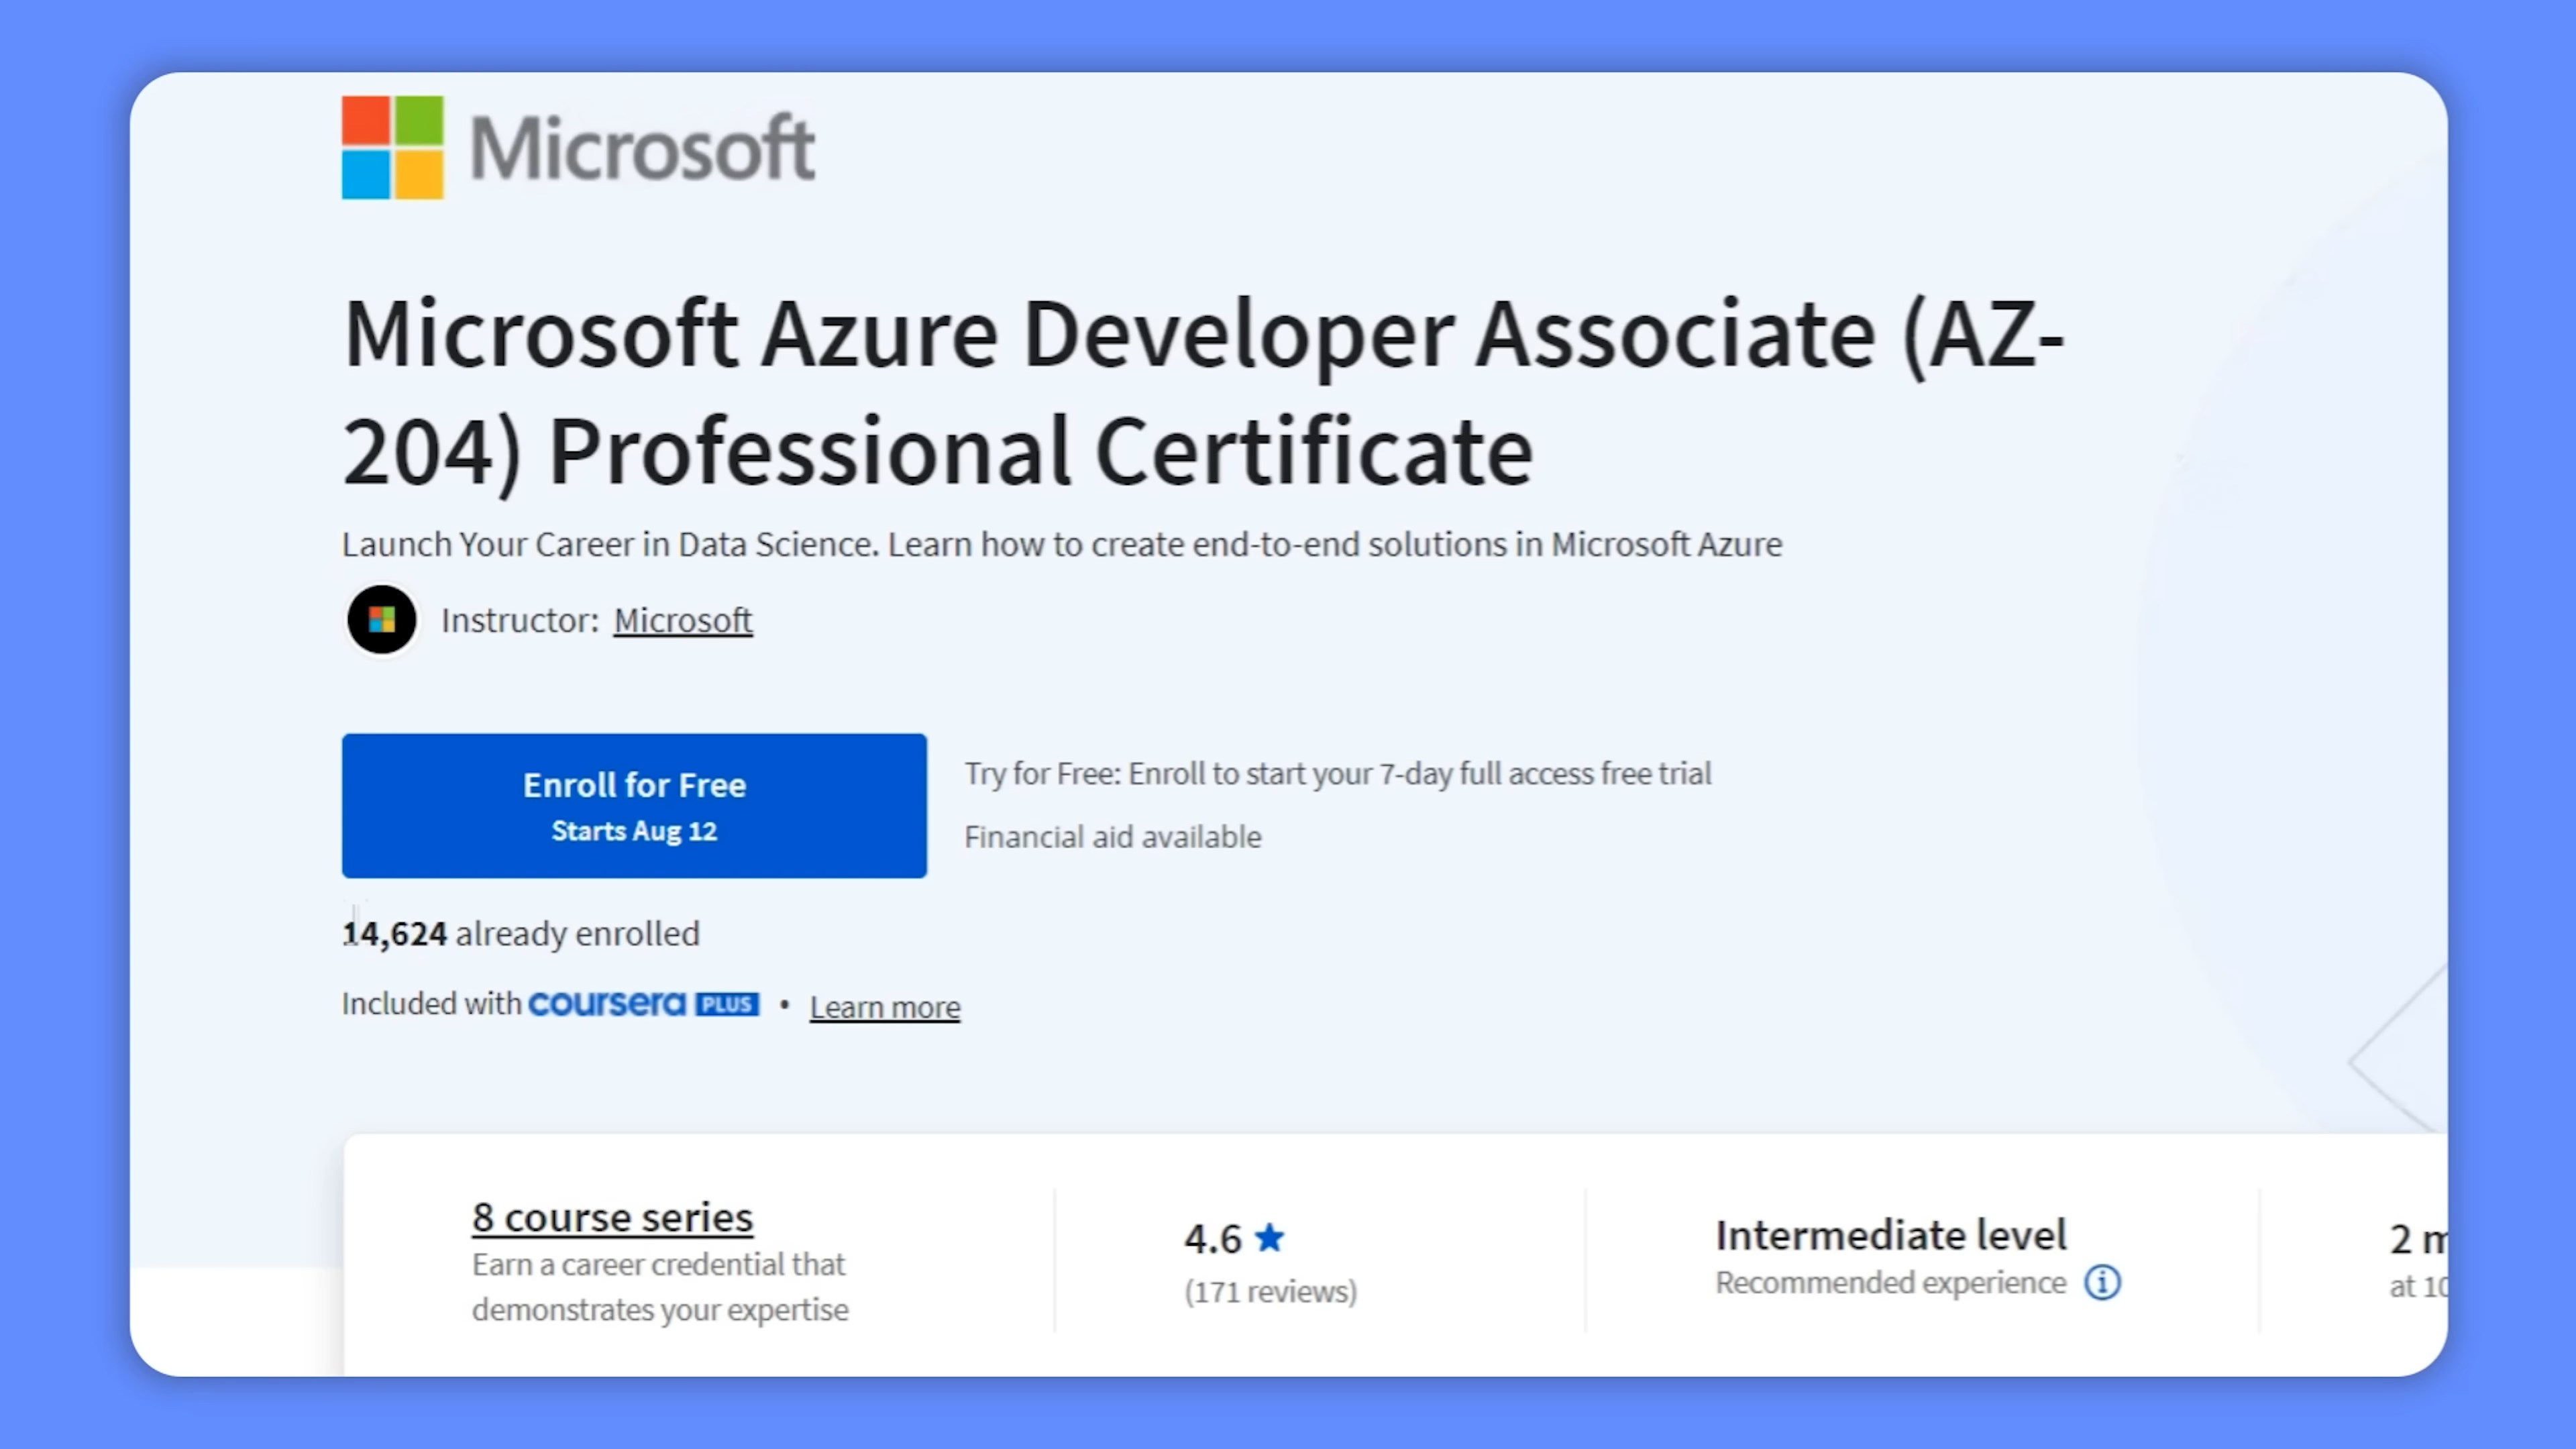 Microsoft
Microsoft Azure Developer Associate (AZ-
204) Professional Certificate
Launch Your Career in Data Science. Learn how to create end-to-end solutions in Microsoft Azure
Instructor: Microsoft
Enroll for Free
Starts Aug 12
Try for Free: Enroll to start your 7-day full access free trial
Financial aid available
14,624 already enrolled
Included with coursera PLUS • Learn more
8 course series
Earn a career credential that
demonstrates your expertise
4.6 ★
(171 reviews)
Intermediate level
Recommended experience
2 m
at 10